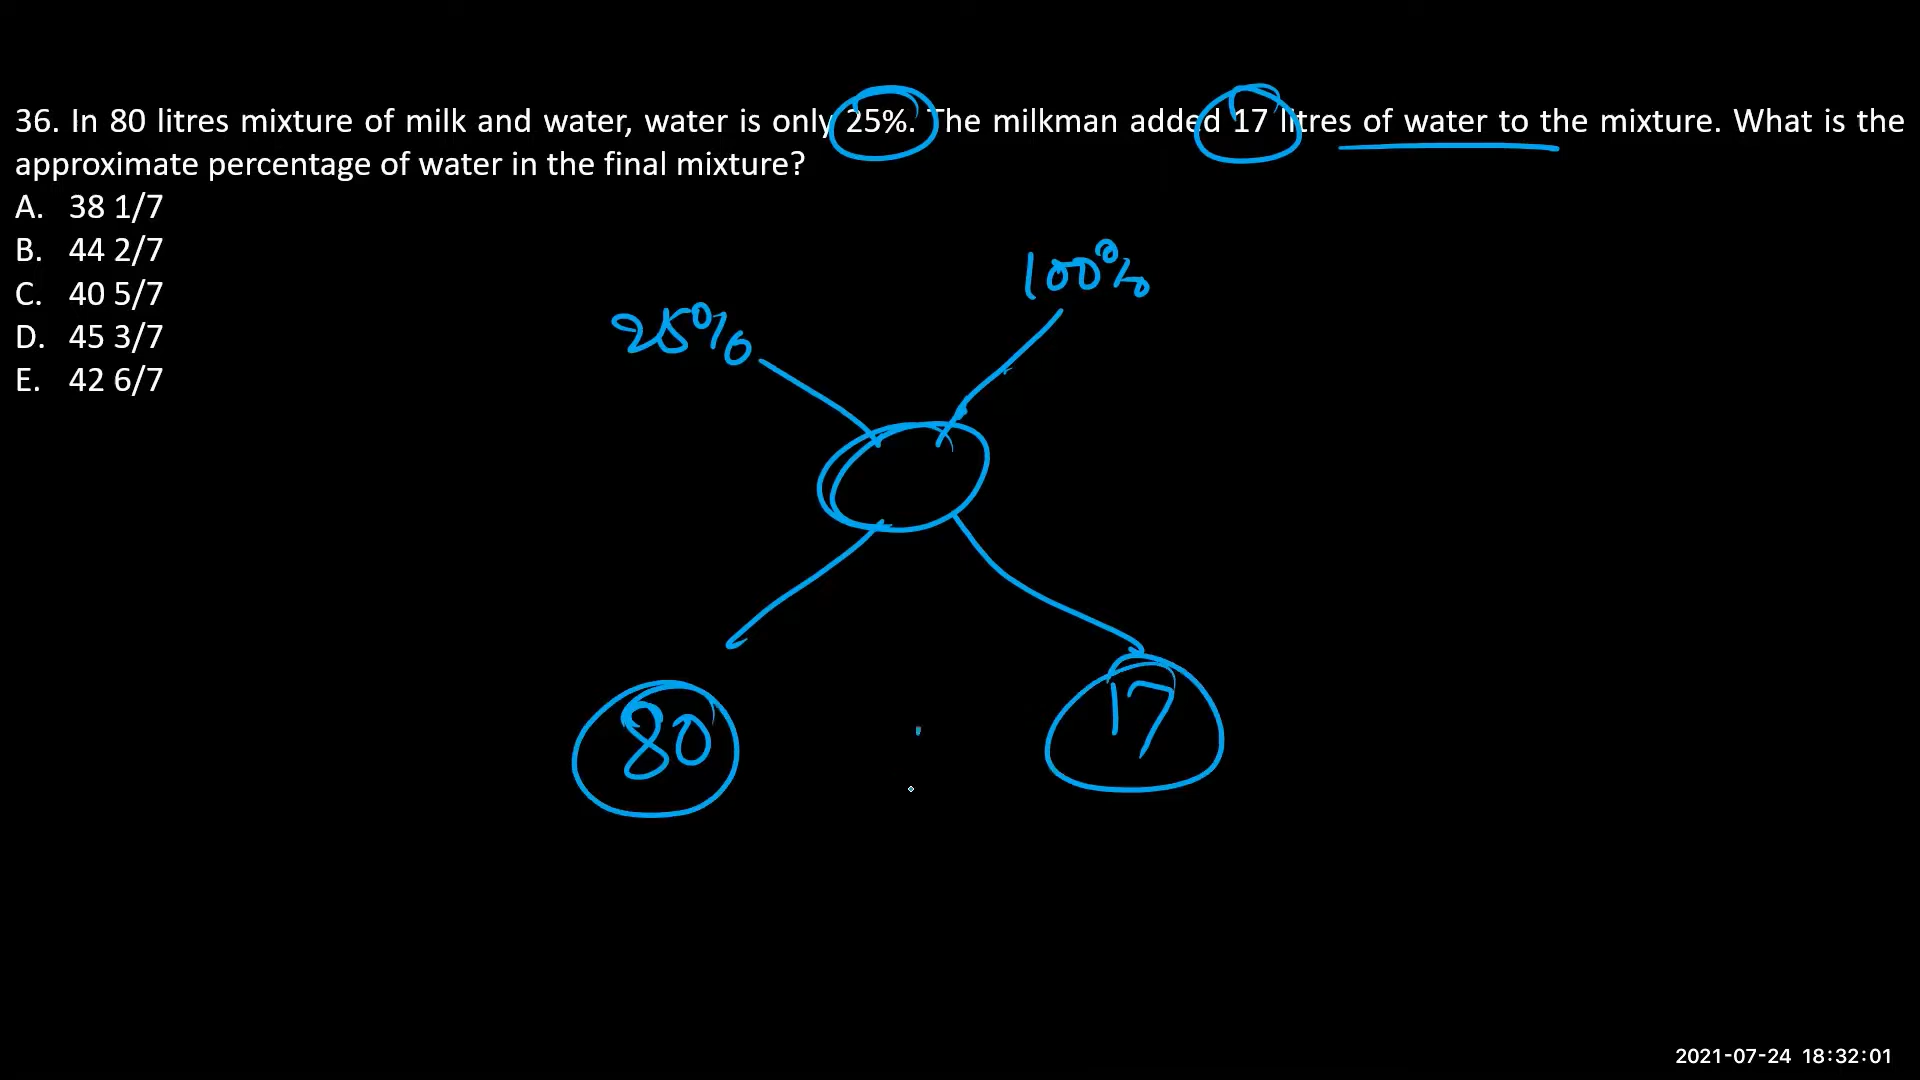 36. In 80 litres mixture of milk and water, water is only 25%. The milkman added 17 litres of water to the mixture. What is the
approximate percentage of water in the final mixture?
A. 38 1/7
B. 44 2/7
C. 40 5/7
D. 45 3/7
E. 42 6/7
100%
25%
80
17
2021-07-24 18:32:01